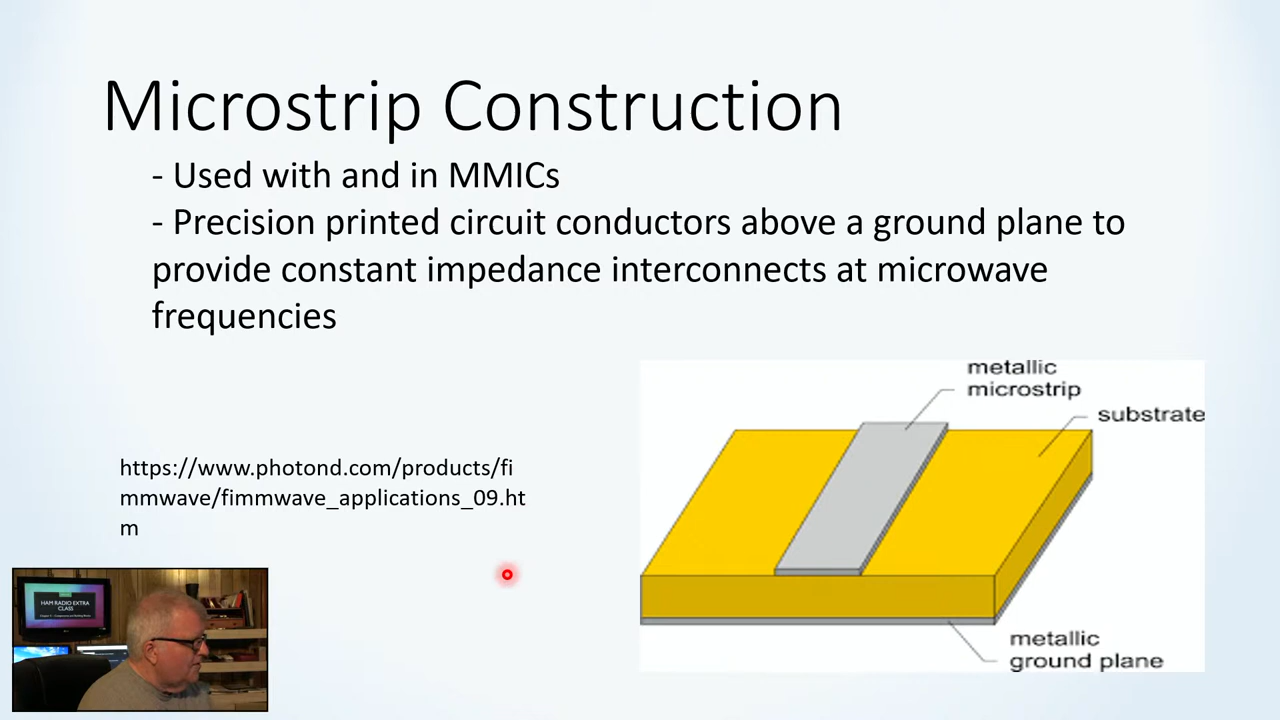 Microstrip Construction
- Used with and in MMICs
- Precision printed circuit conductors above a ground plane to
provide constant impedance interconnects at microwave
frequencies
metallic
microstrip
substrate
https://www.photond.com/products/fi
mmwave/fimmwave_applications_09.ht
m
metallic
ground plane
HAM RADIO EXTRA
CLASS